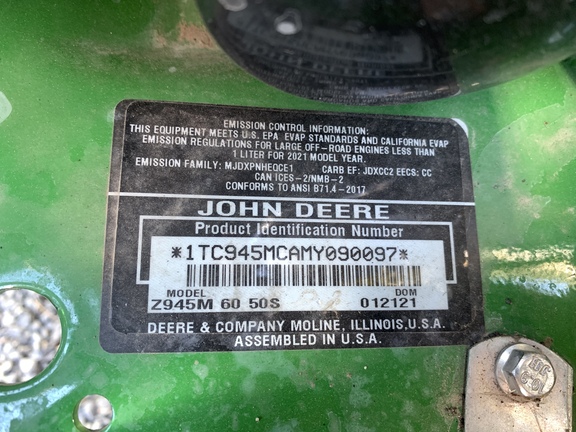 EMISSION CONTROL INFORMATION:
THIS EQUIPMENT MEETS U.S. EPA EVAP STANDARDS AND CALIFORNIA EVAP
EMISSION REGULATIONS FOR LARGE OFF-ROAD ENGINES LESS THAN
1 LITER FOR 2021 MODEL YEAR.
EMISSION FAMILY: MJDXPNHEQCE1 CARB EF: JDXCC2 EECS: CC
CAN ICES-2/NMB-2
CONFORMS TO ANSI B71.4-2017
JOHN DEERE
Product Identification Number
*1TC945MCAMY090097*
MODEL DOM
Z945M 60 50S 012121
DEERE & COMPANY MOLINE, ILLINOIS, U.S.A.
ASSEMBLED IN U.S.A.